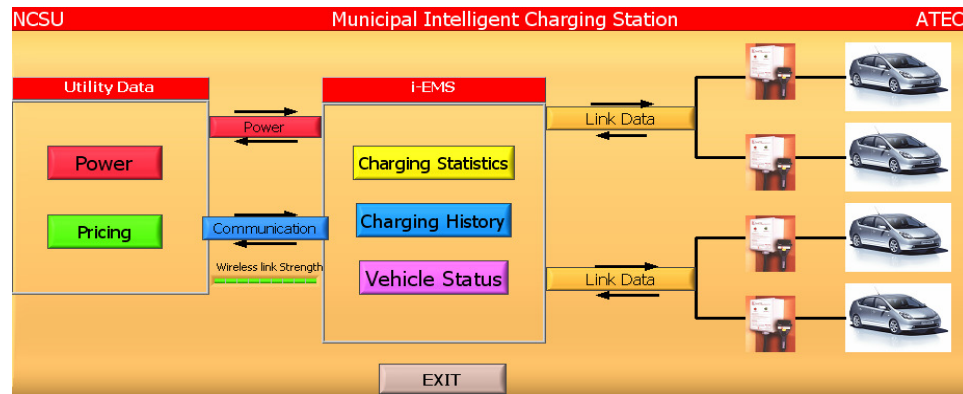 NCSU Municipal Intelligent Charging Station ATEC
Utility Data
Power
Pricing
Power
Communication
Wireless link Strength
i-EMS
Charging Statistics
Charging History
Vehicle Status
Link Data
Link Data
EXIT